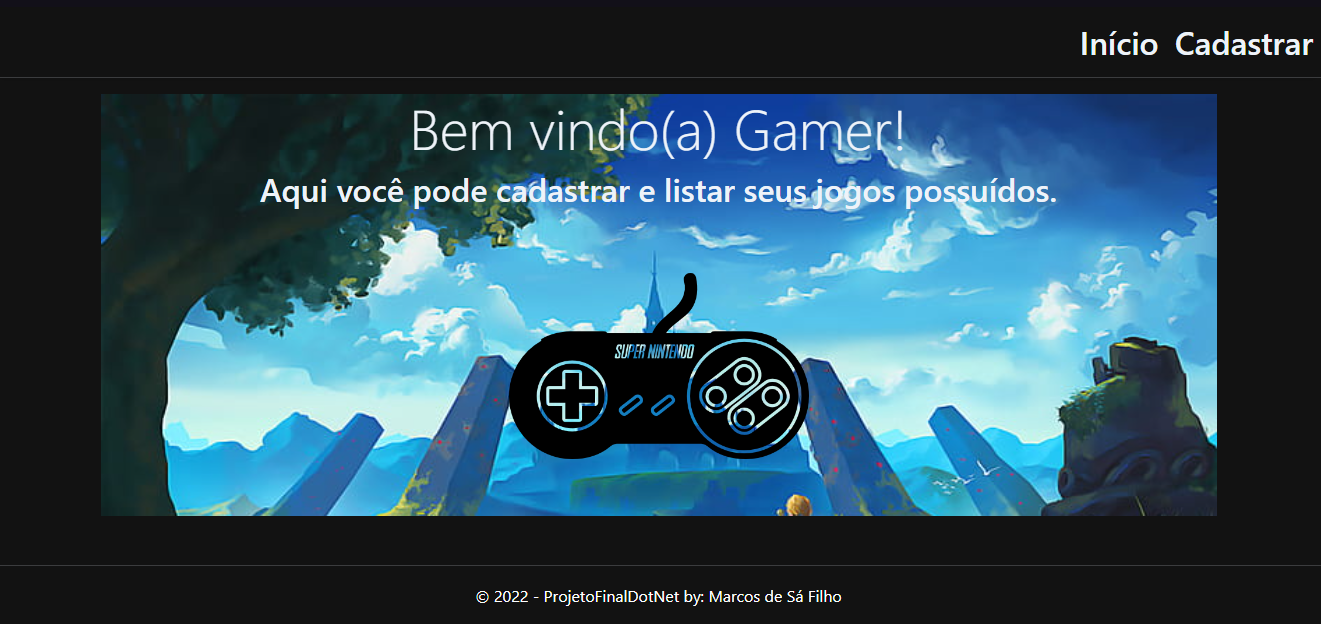 Início Cadastrar
Bem vindo(a) Gamer!
Aqui você pode cadastrar e listar seus jogos possuídos.
SUPER NINTENDO
© 2022 - ProjetoFinalDotNet by: Marcos de Sá Filho